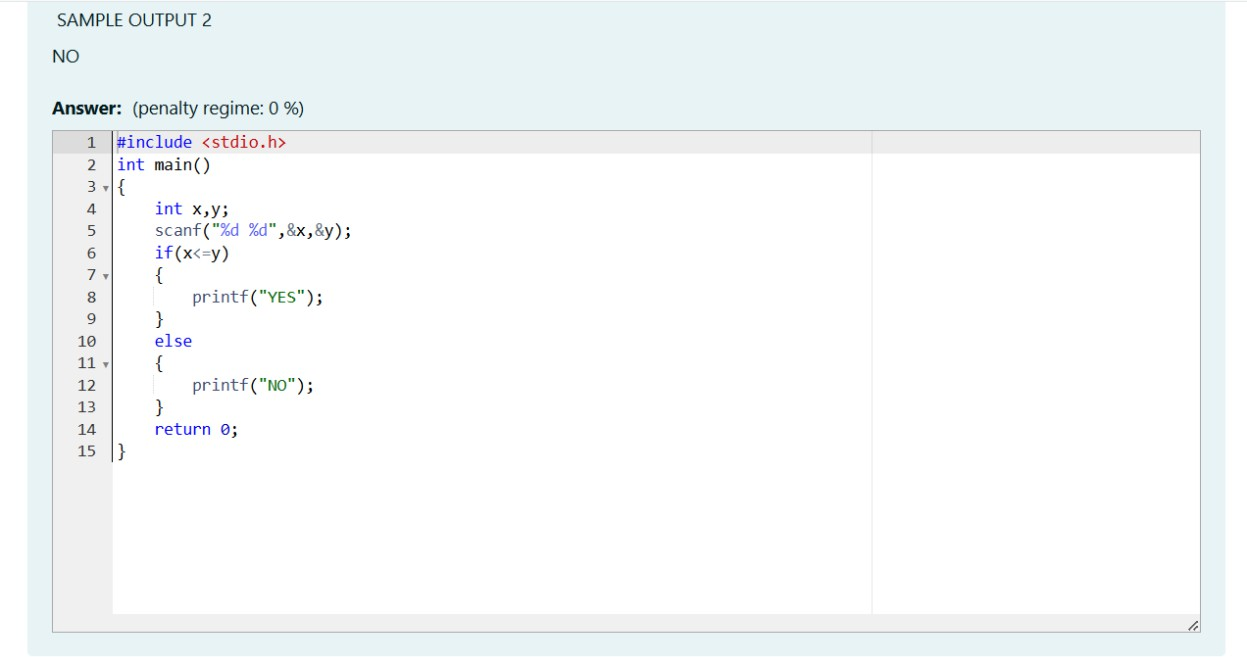 SAMPLE OUTPUT 2
NO
Answer: (penalty regime: 0 %)
1 #include <stdio.h>
2 int main()
3 {
4     int x,y;
5     scanf("%d %d",&x,&y);
6     if(x<=y)
7     {
8         printf("YES");
9     }
10     else
11     {
12         printf("NO");
13     }
14     return 0;
15 }